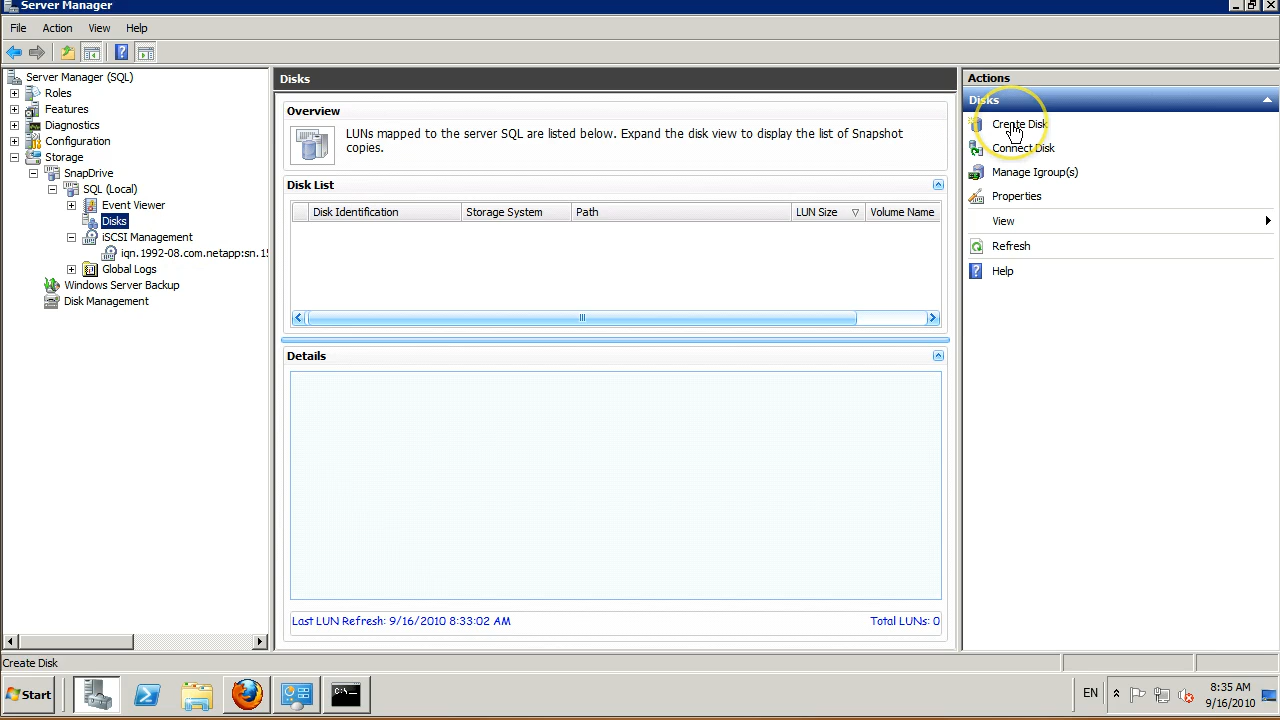 Server Manager
File Action View Help
Server Manager (SQL)
Roles
Features
Diagnostics
Configuration
Storage
SnapDrive
SQL (Local)
Event Viewer
Disks
iSCSI Management
iqn.1992-08.com.netapp:sn.15
Global Logs
Windows Server Backup
Disk Management
Disks
Overview
LUNs mapped to the server SQL are listed below. Expand the disk view to display the list of Snapshot
copies.
Disk List
Disk Identification Storage System Path LUN Size Volume Name
Details
Last LUN Refresh: 9/16/2010 8:33:02 AM Total LUNs: 0
Actions
Disks
Create Disk
Connect Disk
Manage Igroup(s)
Properties
View
Refresh
Help
Create Disk
Start
EN
8:35 AM
9/16/2010